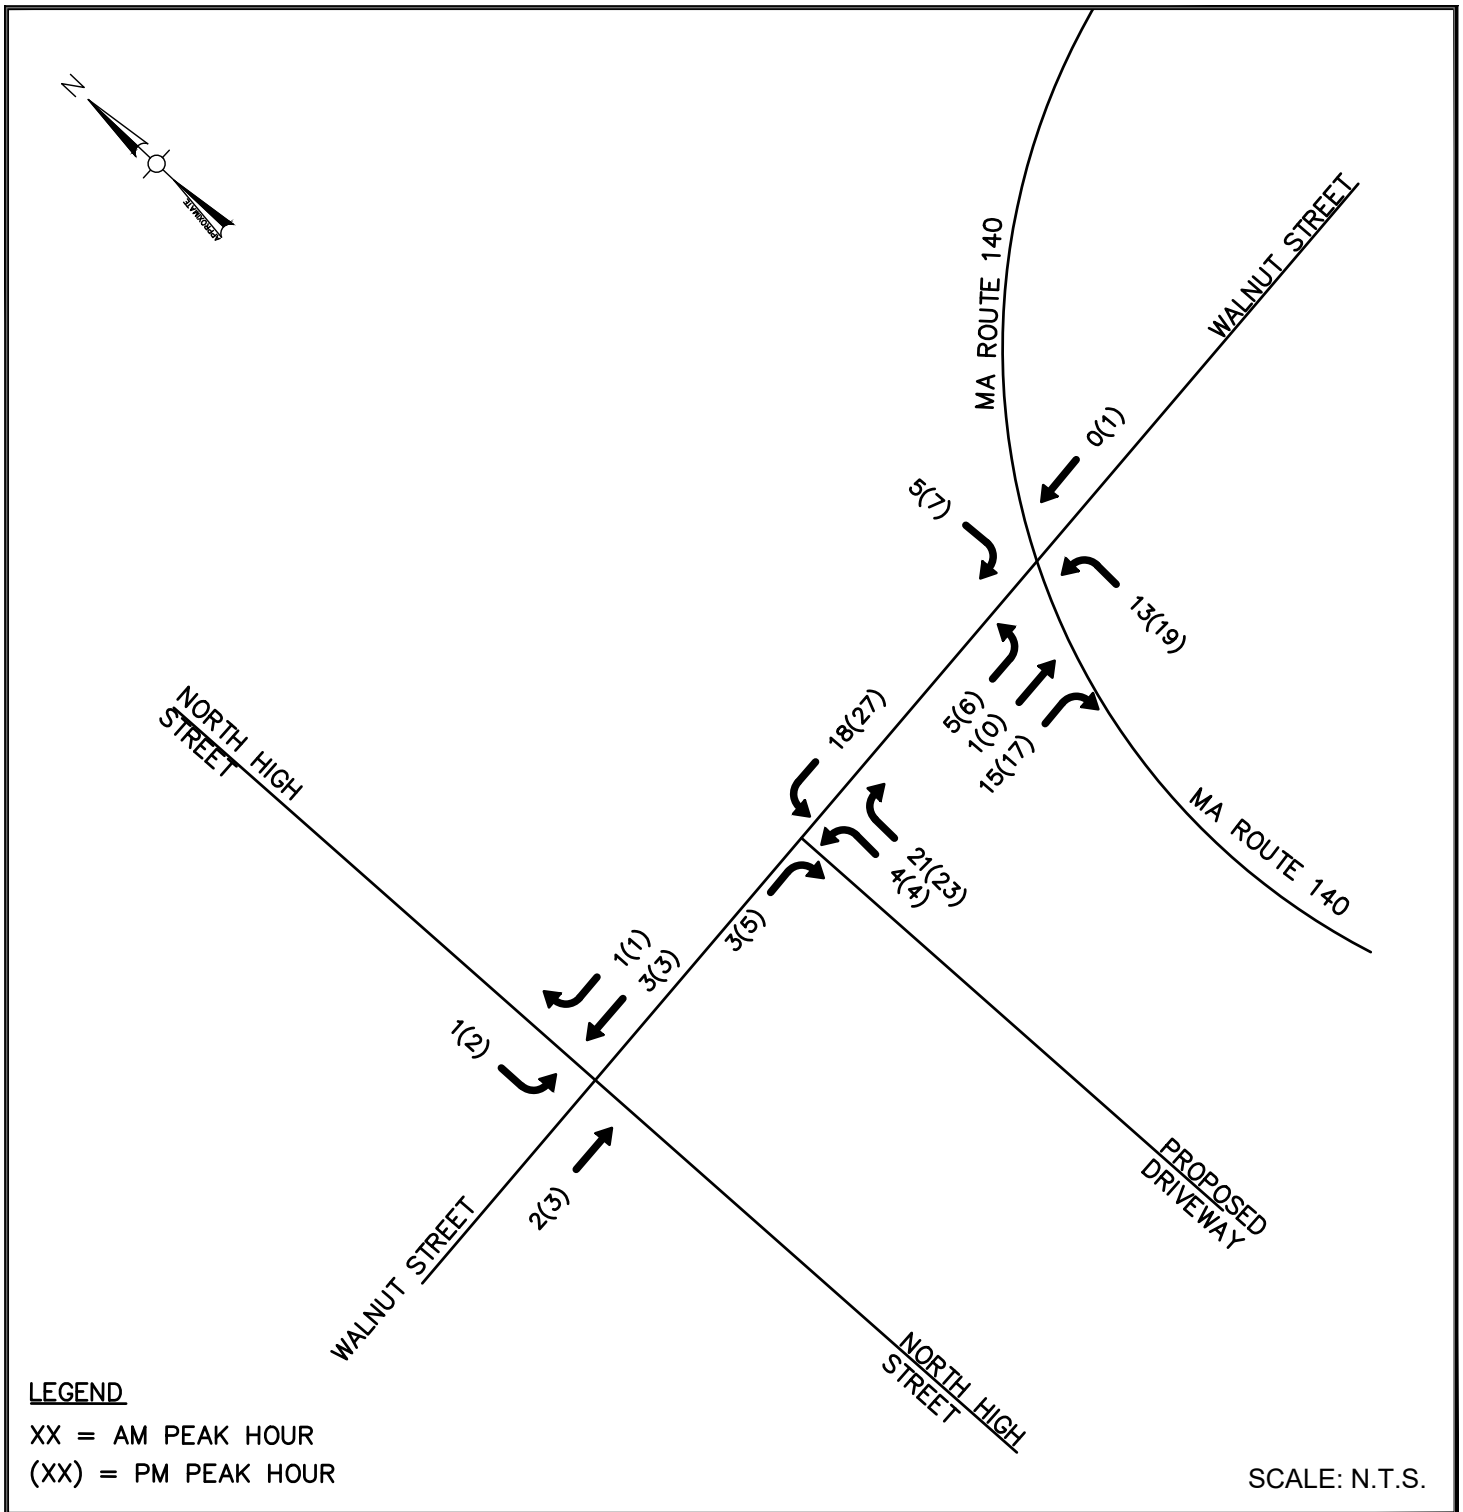 N
APPROXIMATE
MA ROUTE 140
WALNUT STREET
0(1)
5(7)
13(19)
5(6)
1(0)
15(17)
18(27)
21(23)
4(4)
3(5)
MA ROUTE 140
NORTH HIGH
STREET
1(1)
3(3)
1(2)
2(3)
WALNUT STREET
PROPOSED
DRIVEWAY
NORTH HIGH
STREET
LEGEND
XX = AM PEAK HOUR
(XX) = PM PEAK HOUR
SCALE: N.T.S.